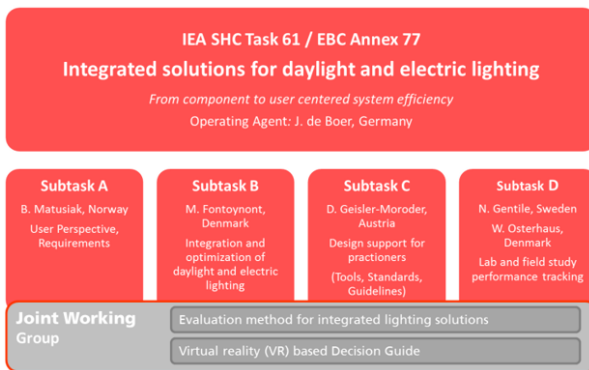 IEA SHC Task 61 / EBC Annex 77
Integrated solutions for daylight and electric lighting
From component to user centered system efficiency
Operating Agent: J. de Boer, Germany
Subtask A
B. Matusiak, Norway
User Perspective,
Requirements
Subtask B
M. Fontoynont,
Denmark
Integration and
optimization of
daylight and electric
lighting
Subtask C
D. Geisler-Moroder,
Austria
Design support for
practioners
(Tools, Standards,
Guidelines)
Subtask D
N. Gentile, Sweden
W. Osterhaus,
Denmark
Lab and field study
performance tracking
Joint Working
Group
Evaluation method for integrated lighting solutions
Virtual reality (VR) based Decision Guide